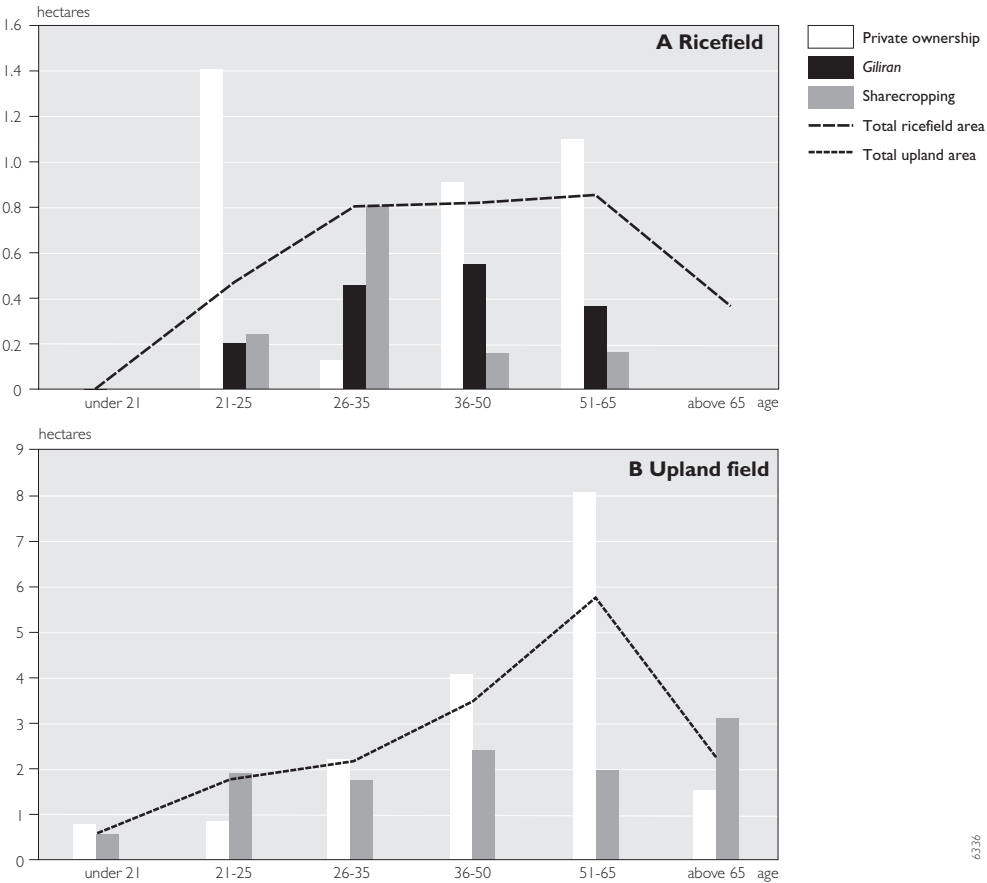 hectares
1.6
A Ricefield
1.4
1.2
1.0
0.8
0.6
0.4
0.2
0
under 21 21-25 26-35 36-50 51-65 above 65 age
Private ownership
Giliran
Sharecropping
Total ricefield area
Total upland area
hectares
9
B Upland field
8
7
6
5
4
3
2
1
0
under 21 21-25 26-35 36-50 51-65 above 65 age
6336